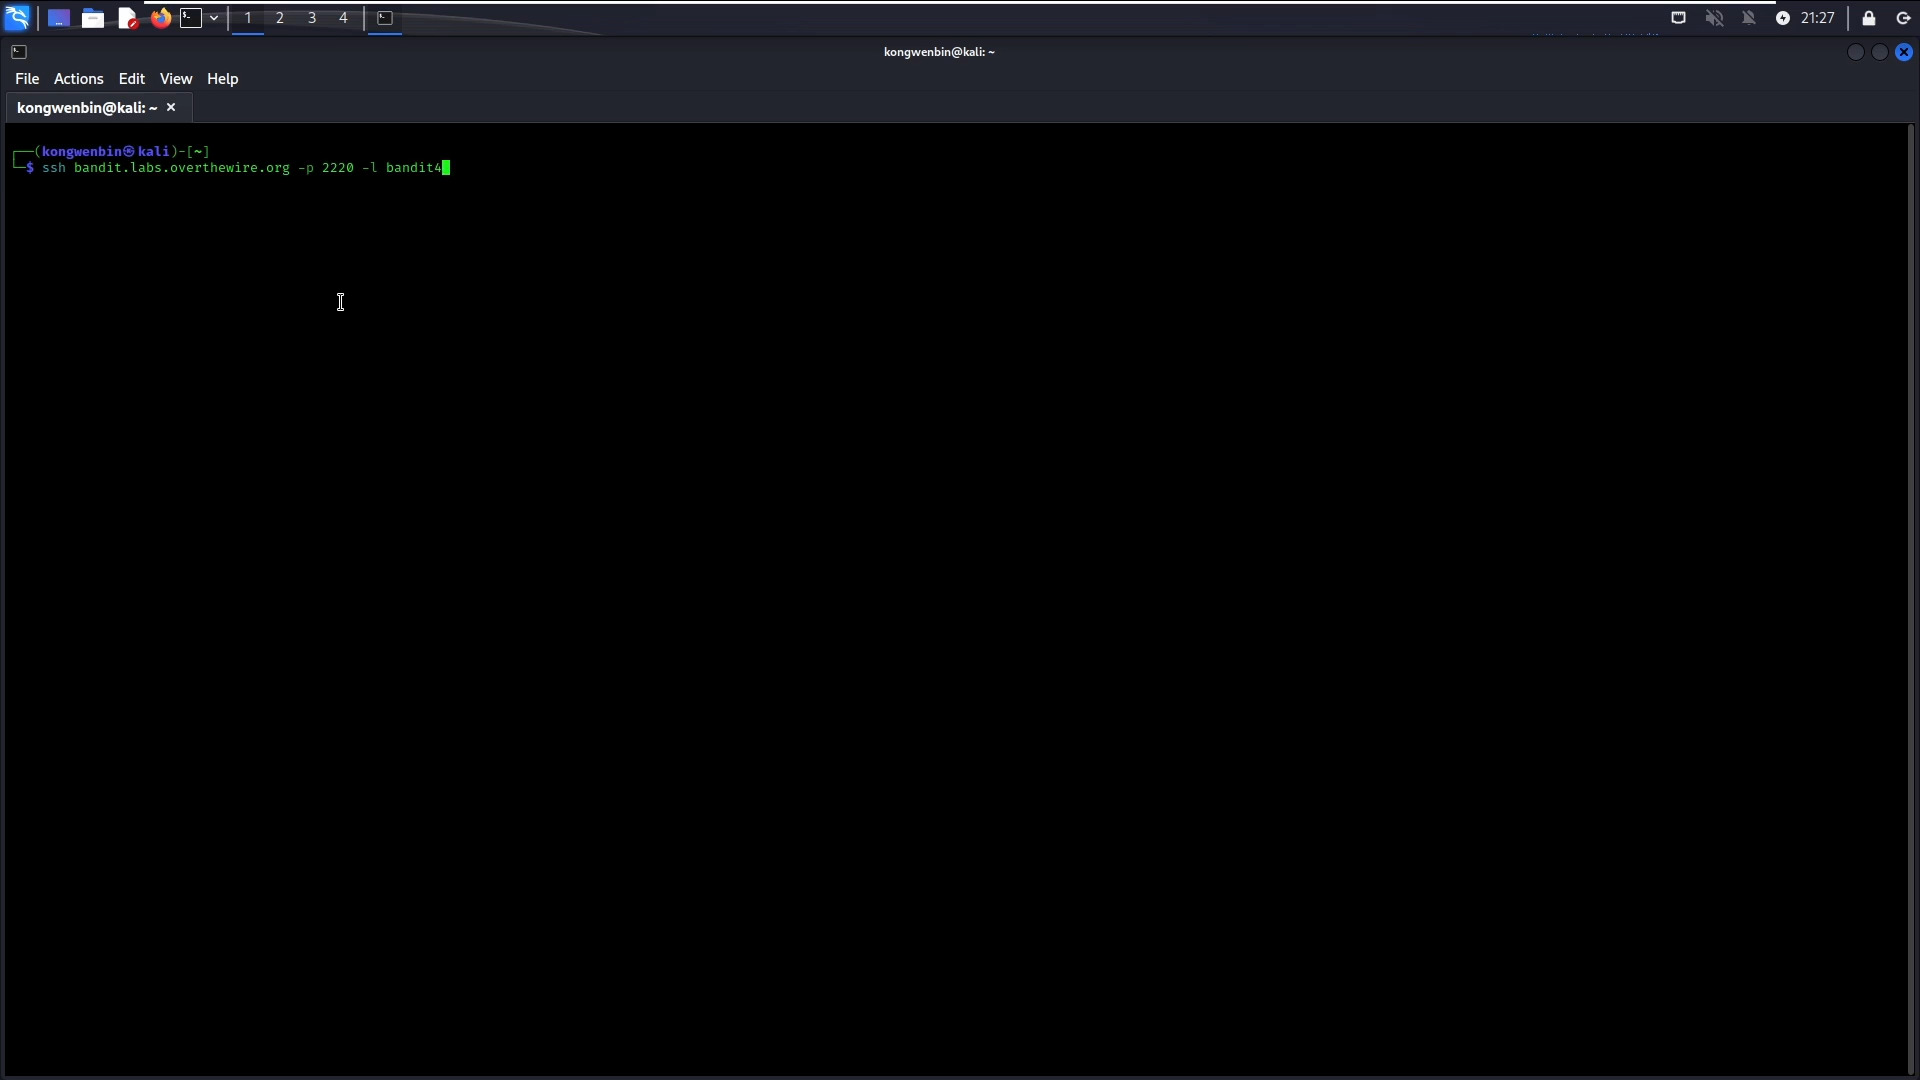 1 2 3 4 21:27
kongwenbin@kali: ~
File Actions Edit View Help
kongwenbin@kali: ~ ×
┌──(kongwenbin㉿kali)-[~]
└─$ ssh bandit.labs.overthewire.org -p 2220 -l bandit4